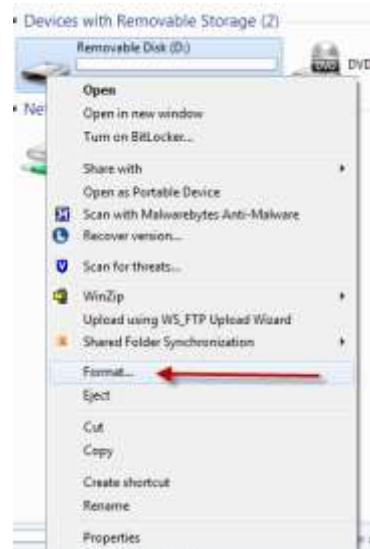 Devices with Removable Storage (2)
Removable Disk (D:)
DVD
Ne
Open
Open in new window
Turn on BitLocker...
Share with
Open as Portable Device
Scan with Malwarebytes Anti-Malware
Recover version...
Scan for threats...
WinZip
Upload using WS_FTP Upload Wizard
Shared Folder Synchronization
Format...
Eject
Cut
Copy
Create shortcut
Rename
Properties